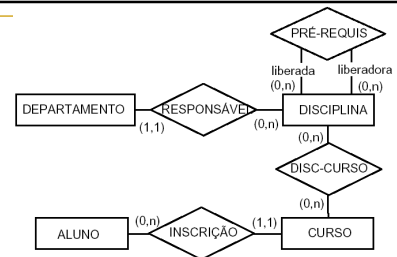 PRÉ-REQUIS
liberada
liberadora
(0,n)
(0,n)
DEPARTAMENTO
RESPONSÁVEL
DISCIPLINA
(1,1)
(0,n)
(0,n)
DISC-CURSO
(0,n)
(0,n)
(1,1)
ALUNO
INSCRIÇÃO
CURSO